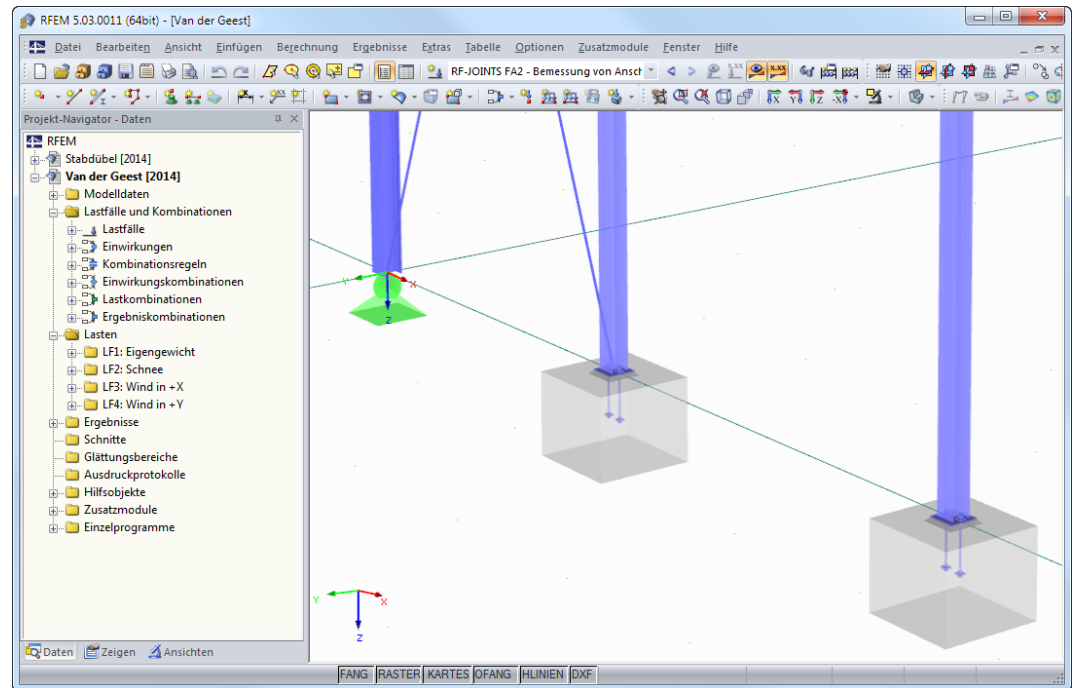 RFEM 5.03.0011 (64bit) - [Van der Geest]
Datei Bearbeiten Ansicht Einfügen Berechnung Ergebnisse Extras Tabelle Optionen Zusatzmodule Fenster Hilfe
RF-JOINTS FA2 - Bemessung von Ansch
Projekt-Navigator - Daten
RFEM
Stabdübel [2014]
Van der Geest [2014]
Modelldaten
Lastfälle und Kombinationen
Lastfälle
Einwirkungen
Kombinationsregeln
Einwirkungskombinationen
Lastkombinationen
Ergebniskombinationen
Lasten
LF1: Eigengewicht
LF2: Schnee
LF3: Wind in +X
LF4: Wind in +Y
Ergebnisse
Schnitte
Glättungsbereiche
Ausdruckprotokolle
Hilfsobjekte
Zusatzmodule
Einzelprogramme
Y X
Z
Y X
Z
Daten Zeigen Ansichten
FANG RASTER KARTES OFANG HLINIEN DXF